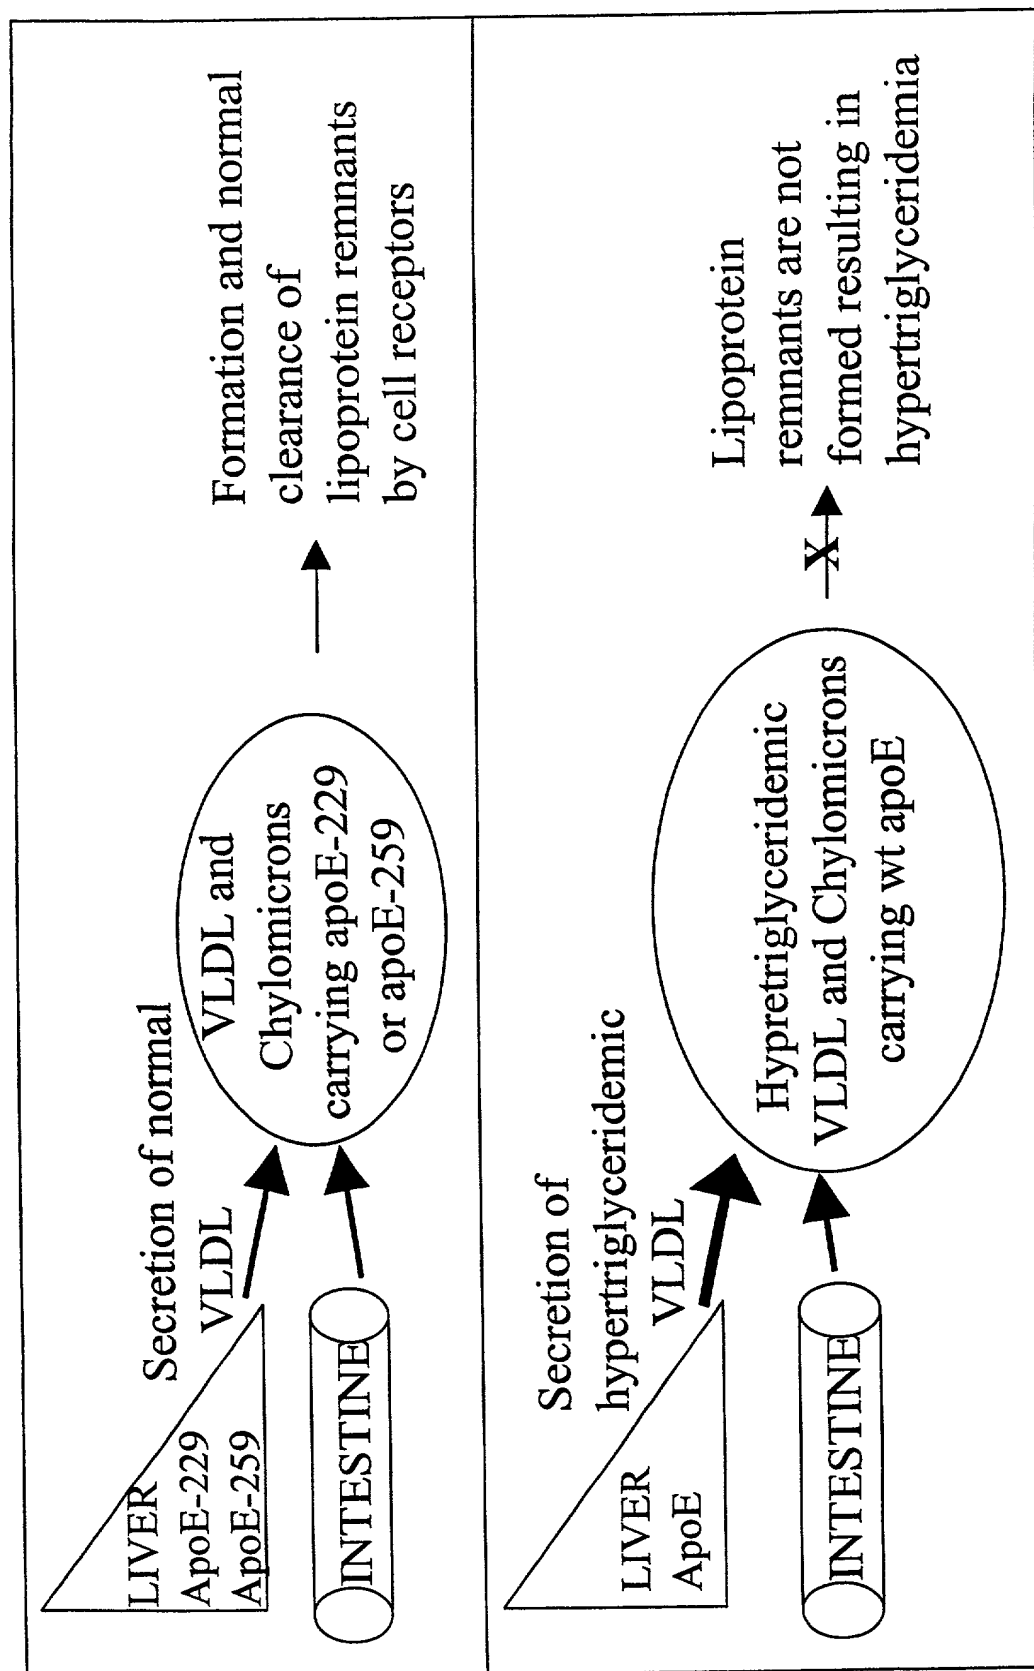 LIVER
ApoE-229
ApoE-259
INTESTINE
Secretion of normal
VLDL
VLDL and
Chylomicrons
carrying apoE-229
or apoE-259
Formation and normal
clearance of
lipoprotein remnants
by cell receptors
LIVER
ApoE
INTESTINE
Secretion of
hypertriglyceridemic
VLDL
Hypretriglyceridemic
VLDL and Chylomicrons
carrying wt apoE
X
Lipoprotein
remnants are not
formed resulting in
hypertriglyceridemia